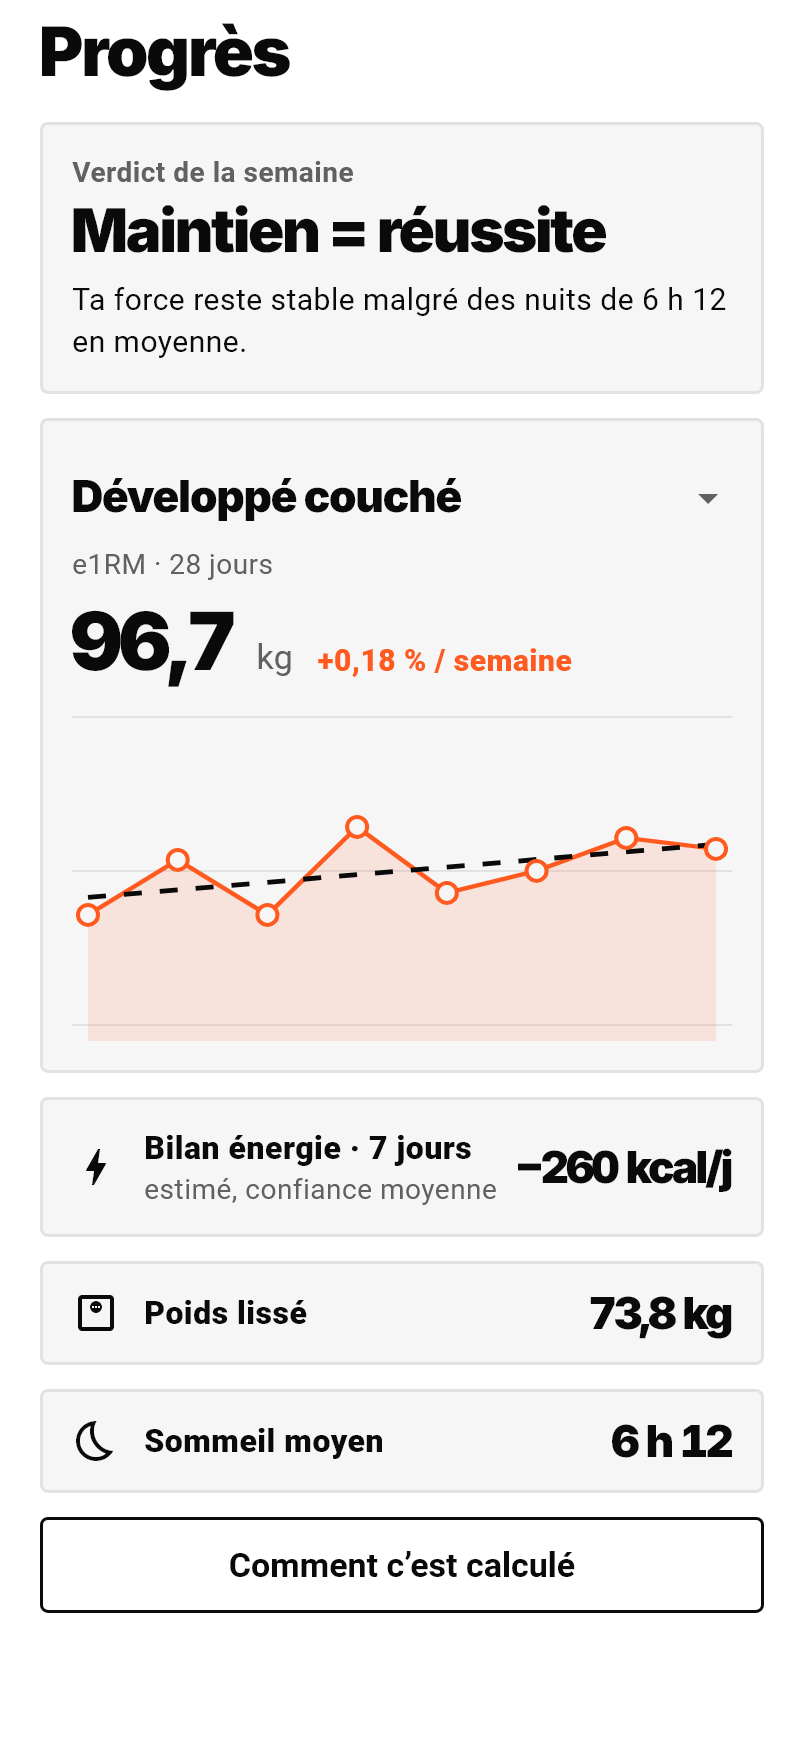 Progrès
Verdict de la semaine
Maintien = réussite
Ta force reste stable malgré des nuits de 6 h 12
en moyenne.
Développé couché
e1RM · 28 jours
96,7 kg +0,18 % / semaine
Bilan énergie · 7 jours
estimé, confiance moyenne
−260 kcal/j
Poids lissé
73,8 kg
Sommeil moyen
6 h 12
Comment c’est calculé